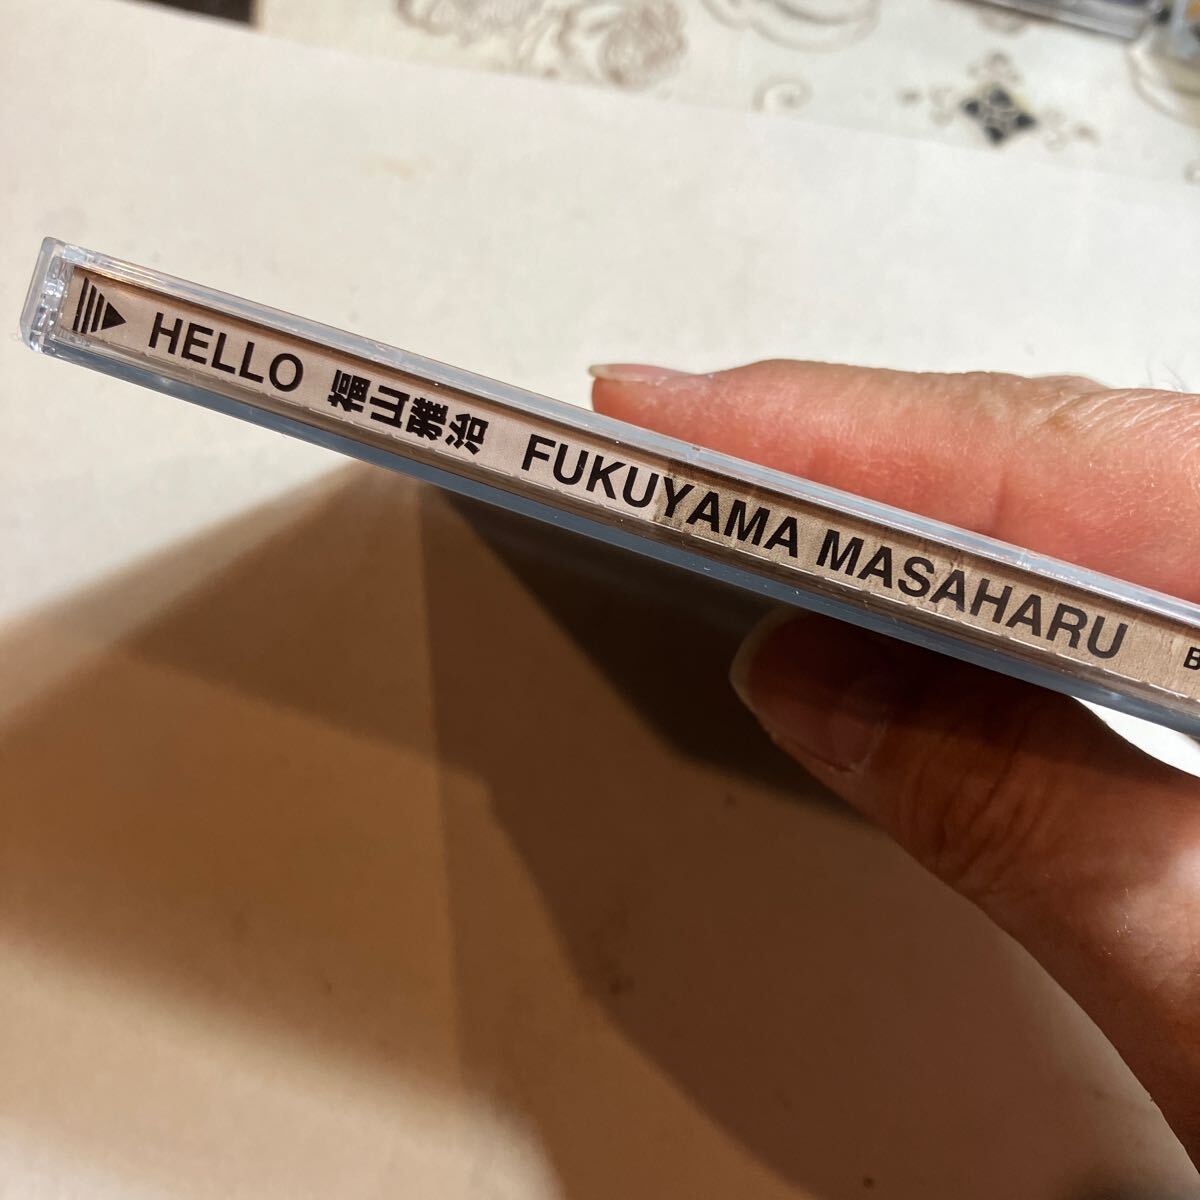 HELLO 福山雅治 FUKUYAMA MASAHARU B